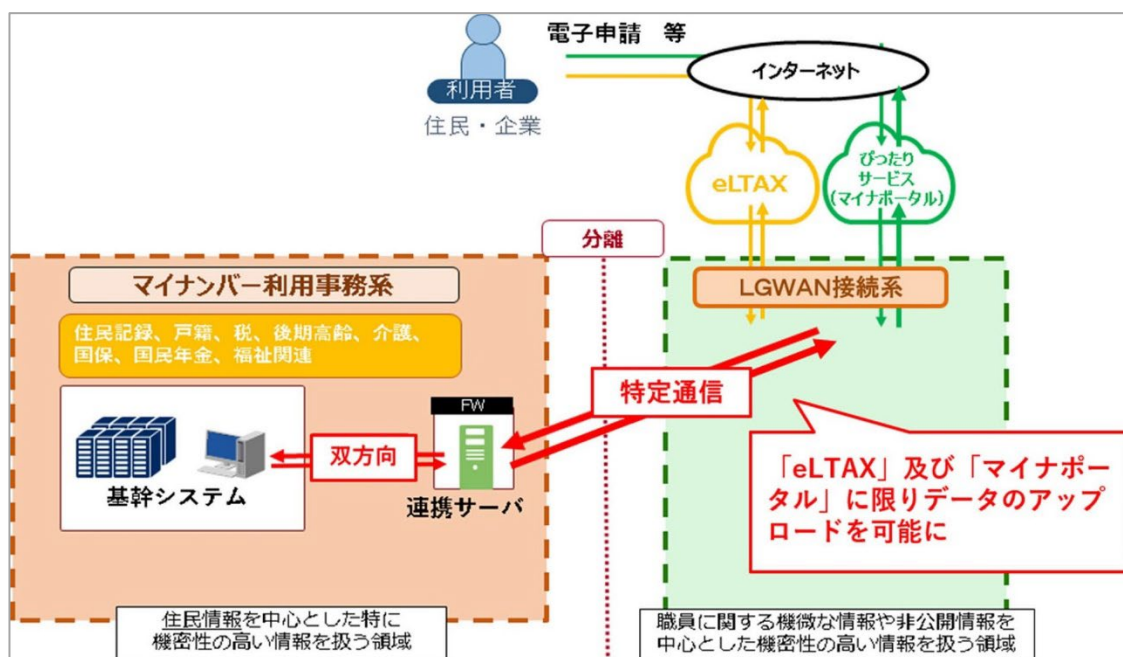 電子申請 等
インターネット
利用者
住民・企業
eLTAX
ぴったり
サービス
(マイナポータル)
分離
マイナンバー利用事務系
LGWAN接続系
住民記録、戸籍、税、後期高齢、介護、
国保、国民年金、福祉関連
特定通信
FW
双方向
基幹システム
連携サーバ
「eLTAX」及び「マイナポー
タル」に限りデータのアップ
ロードを可能に
住民情報を中心とした特に
機密性の高い情報を扱う領域
職員に関する機微な情報や非公開情報を
中心とした機密性の高い情報を扱う領域